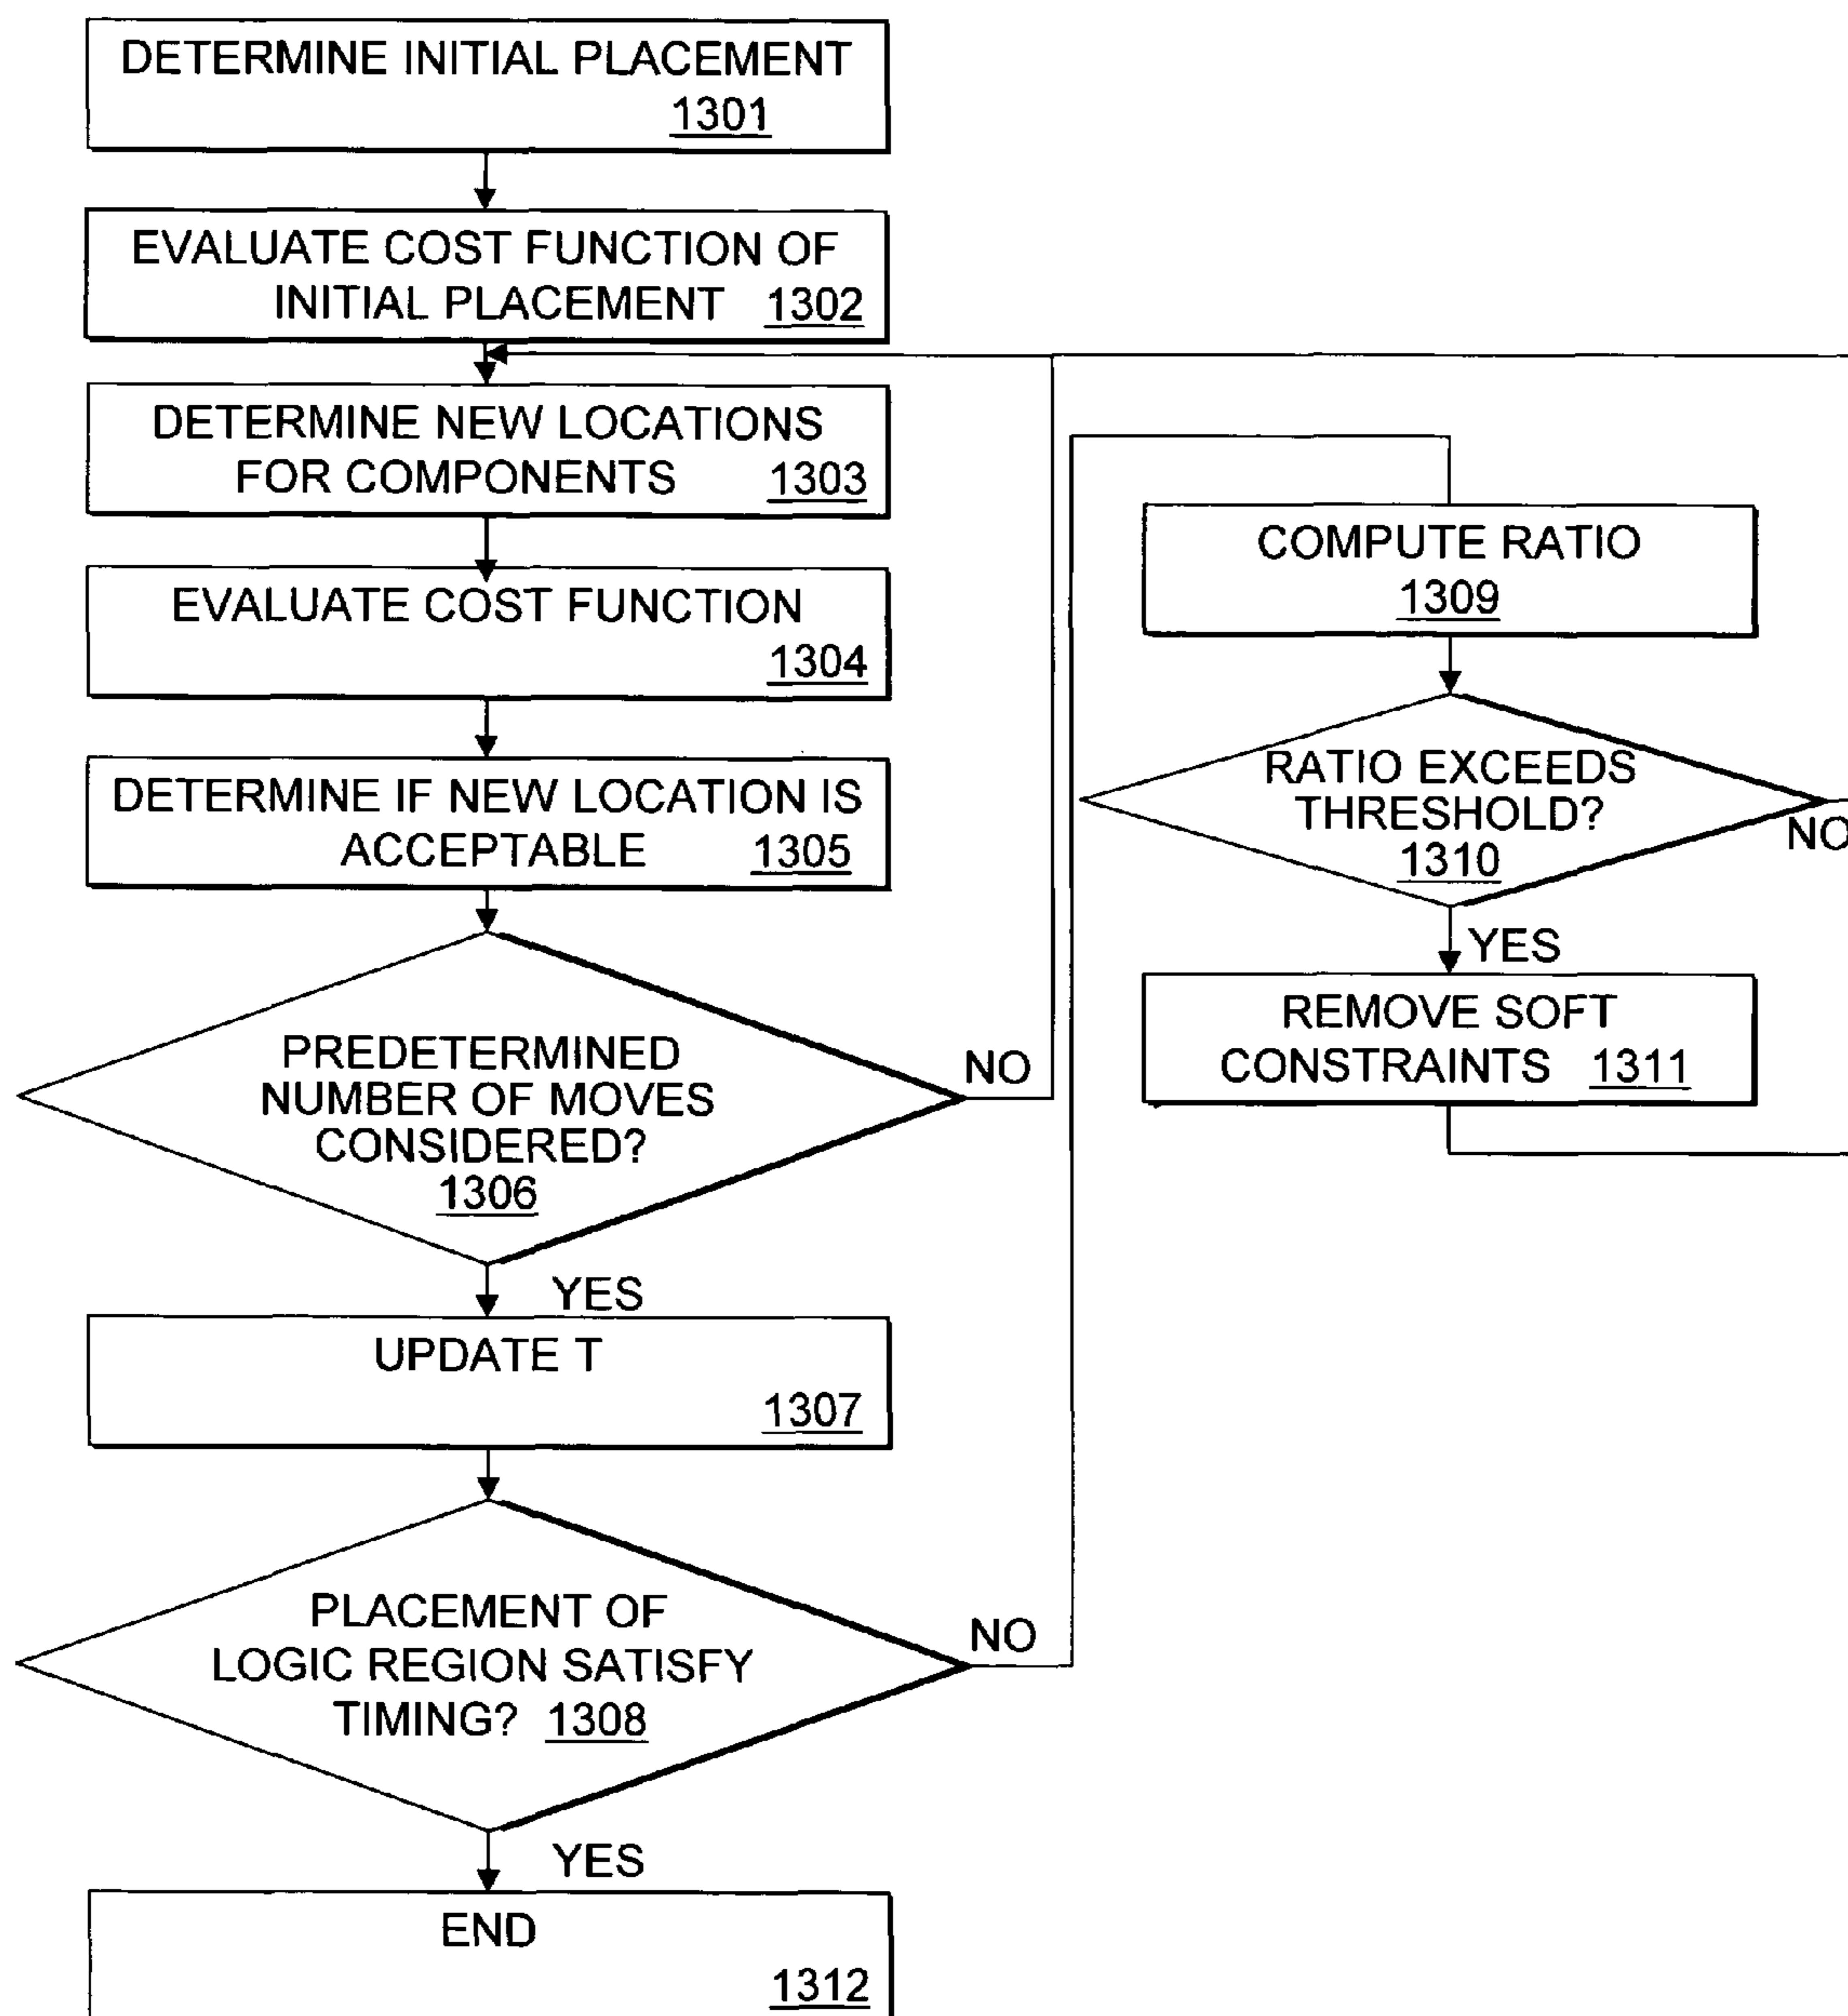 DETERMINE INITIAL PLACEMENT
1301
EVALUATE COST FUNCTION OF
INITIAL PLACEMENT 1302
DETERMINE NEW LOCATIONS
FOR COMPONENTS 1303
EVALUATE COST FUNCTION
1304
DETERMINE IF NEW LOCATION IS
ACCEPTABLE 1305
PREDETERMINED
NUMBER OF MOVES
CONSIDERED?
1306
NO
YES
UPDATE T
1307
PLACEMENT OF
LOGIC REGION SATISFY
TIMING? 1308
NO
YES
END
1312
COMPUTE RATIO
1309
RATIO EXCEEDS
THRESHOLD?
1310
NO
YES
REMOVE SOFT
CONSTRAINTS 1311